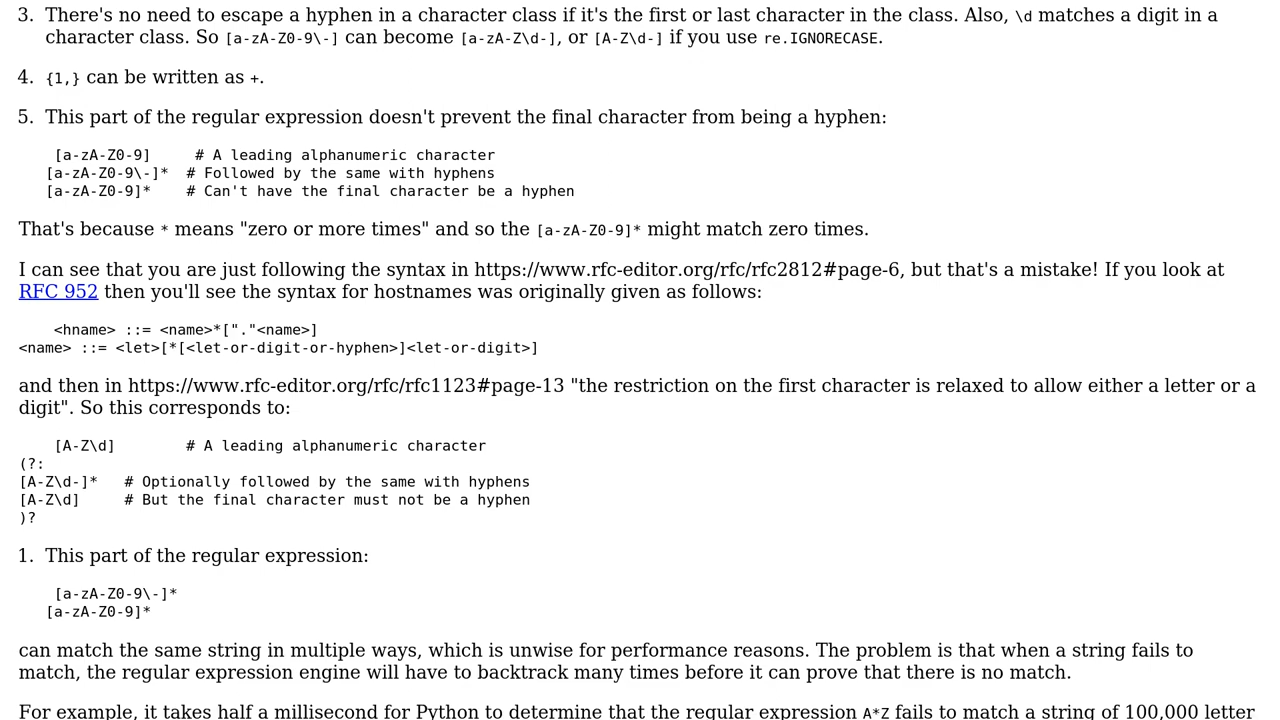 3. There's no need to escape a hyphen in a character class if it's the first or last character in the class. Also, \d matches a digit in a
character class. So [a-zA-Z0-9\-] can become [a-zA-Z\d-], or [A-Z\d-] if you use re.IGNORECASE.
4. {1,} can be written as +.
5. This part of the regular expression doesn't prevent the final character from being a hyphen:
[a-zA-Z0-9]     # A leading alphanumeric character
[a-zA-Z0-9\-]*  # Followed by the same with hyphens
[a-zA-Z0-9]*    # Can't have the final character be a hyphen
That's because * means "zero or more times" and so the [a-zA-Z0-9]* might match zero times.
I can see that you are just following the syntax in https://www.rfc-editor.org/rfc/rfc2812#page-6, but that's a mistake! If you look at
RFC 952 then you'll see the syntax for hostnames was originally given as follows:
<hname> ::= <name>*["."<name>]
<name> ::= <let>[*[<let-or-digit-or-hyphen>]<let-or-digit>]
and then in https://www.rfc-editor.org/rfc/rfc1123#page-13 "the restriction on the first character is relaxed to allow either a letter or a
digit". So this corresponds to:
[A-Z\d]        # A leading alphanumeric character
(?:
[A-Z\d-]*   # Optionally followed by the same with hyphens
[A-Z\d]     # But the final character must not be a hyphen
)?
1. This part of the regular expression:
[a-zA-Z0-9\-]*
[a-zA-Z0-9]*
can match the same string in multiple ways, which is unwise for performance reasons. The problem is that when a string fails to
match, the regular expression engine will have to backtrack many times before it can prove that there is no match.
For example, it takes half a millisecond for Python to determine that the regular expression A*Z fails to match a string of 100,000 letter